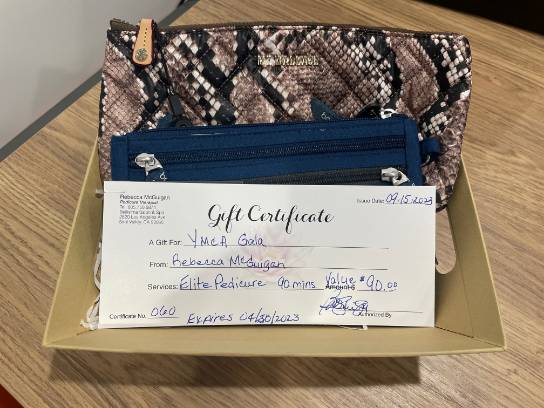 Rebecca McGuigan
Issue Date: 09.15.2023
Gift Certificate
A Gift For: YMCA Gala
From: Rebecca McGuigan
Services: Elite Pedicure 90 mins Value $90.00
Certificate No. 060 Expires 04/30/2023
Authorized By